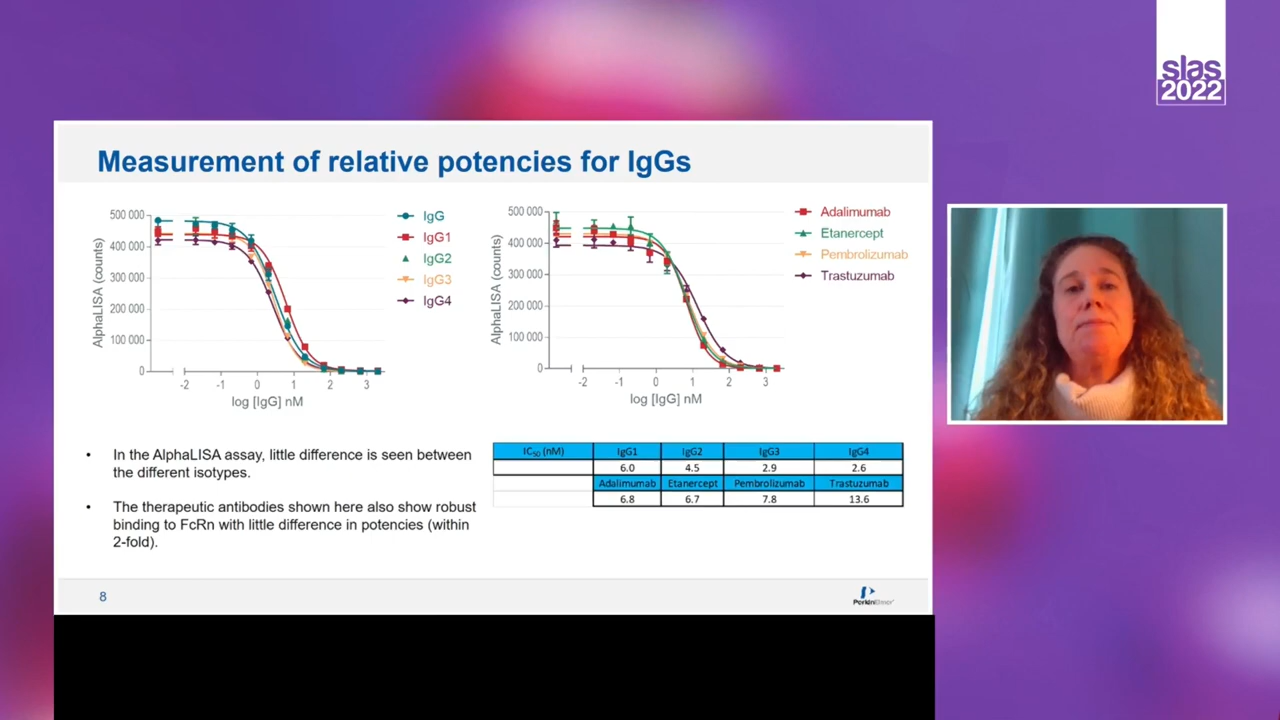 slas
2022
Measurement of relative potencies for IgGs
500 000
400 000
300 000
200 000
100 000
0
-2 -1 0 1 2 3
log [IgG] nM
AlphaLISA (counts)
IgG
IgG1
IgG2
IgG3
IgG4
500 000
400 000
300 000
200 000
100 000
0
-2 -1 0 1 2 3
log [IgG] nM
AlphaLISA (counts)
Adalimumab
Etanercept
Pembrolizumab
Trastuzumab
• In the AlphaLISA assay, little difference is seen between
the different isotypes.
• The therapeutic antibodies shown here also show robust
binding to FcRn with little difference in potencies (within
2-fold).
IC50 (nM) IgG1 IgG2 IgG3 IgG4
6.0 4.5 2.9 2.6
Adalimumab Etanercept Pembrolizumab Trastuzumab
6.8 6.7 7.8 13.6
8
PerkinElmer